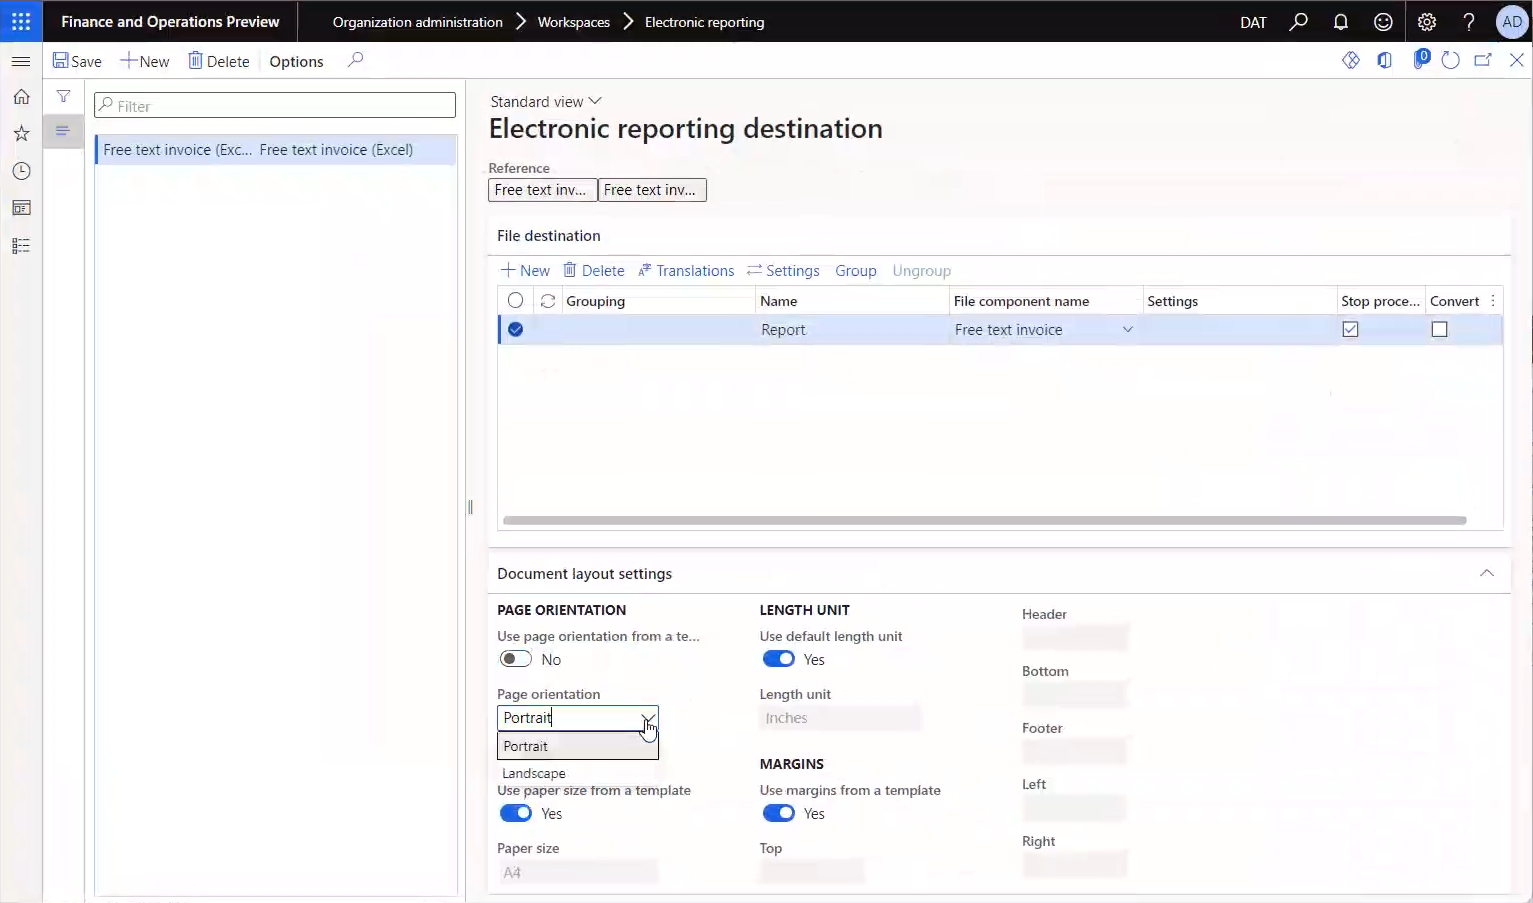 Finance and Operations Preview
Organization administration > Workspaces > Electronic reporting
DAT
AD
Save
New
Delete
Options
0
Filter
Free text invoice (Exc... Free text invoice (Excel)
Standard view
Electronic reporting destination
Reference
Free text inv... Free text inv...
File destination
New Delete Translations Settings Group Ungroup
Grouping Name File component name Settings Stop proce... Convert
Report Free text invoice
Document layout settings
PAGE ORIENTATION
Use page orientation from a te...
No
Page orientation
Portrait
Portrait
Landscape
Use paper size from a template
Yes
Paper size
A4
LENGTH UNIT
Use default length unit
Yes
Length unit
Inches
MARGINS
Use margins from a template
Yes
Top
Header
Bottom
Footer
Left
Right